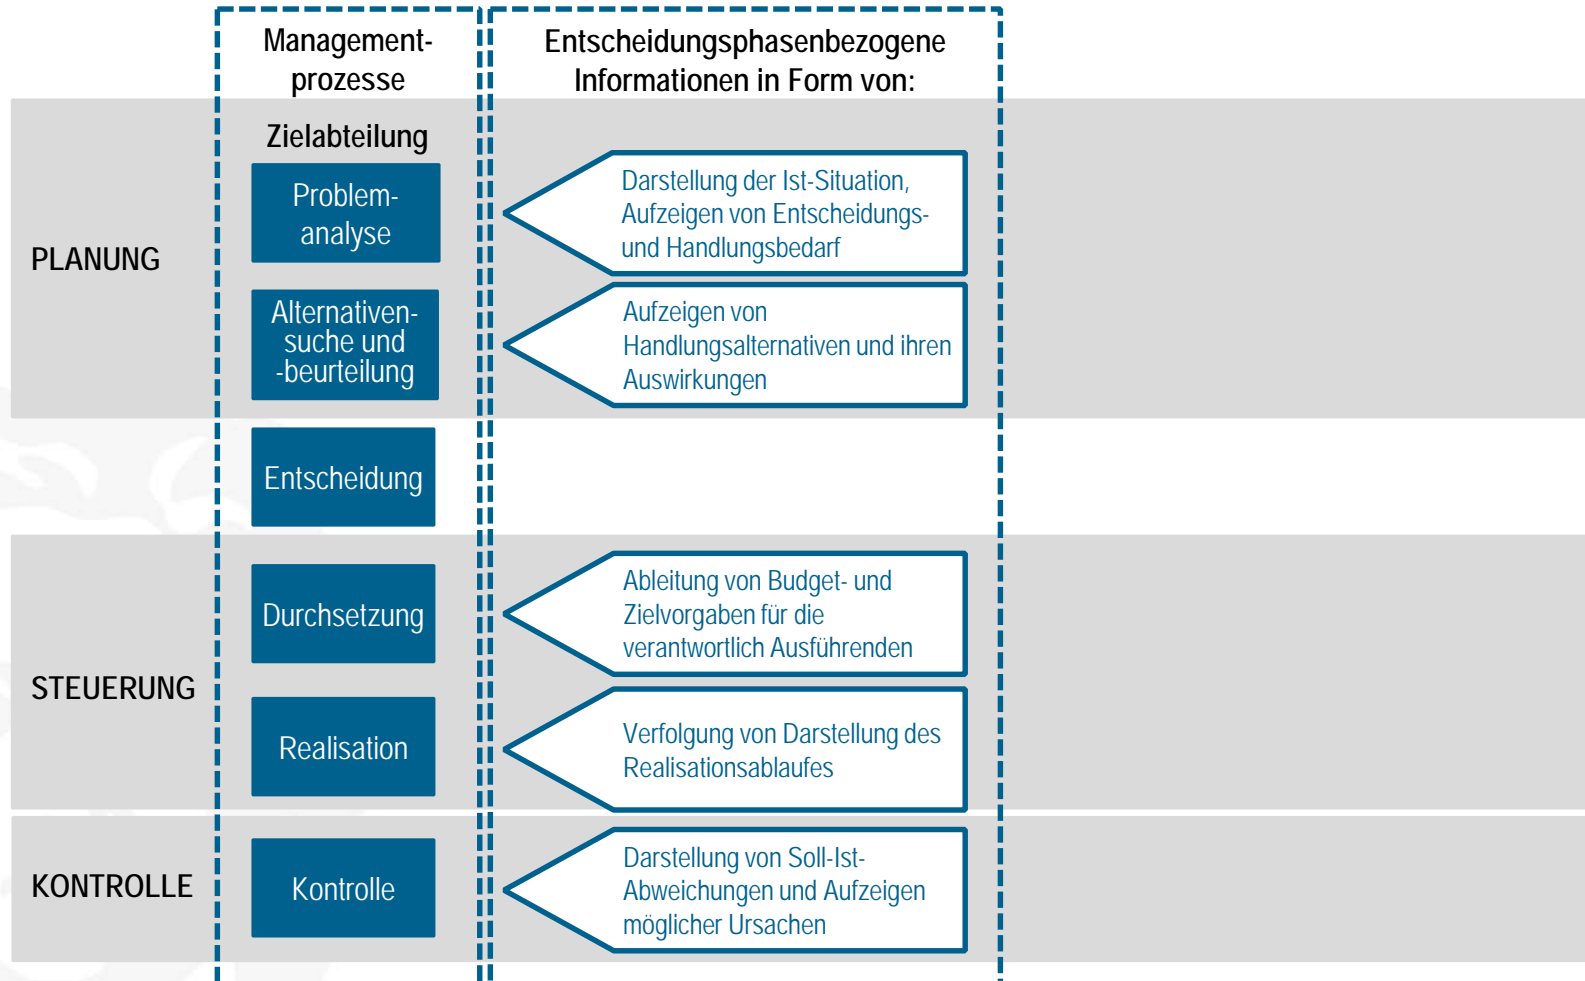 Management-
prozesse
Entscheidungsphasenbezogene
Informationen in Form von:
PLANUNG
Zielabteilung
Problem-
analyse
Darstellung der Ist-Situation,
Aufzeigen von Entscheidungs-
und Handlungsbedarf
Alternativen-
suche und
-beurteilung
Aufzeigen von
Handlungsalternativen und ihren
Auswirkungen
Entscheidung
STEUERUNG
Durchsetzung
Ableitung von Budget- und
Zielvorgaben für die
verantwortlich Ausführenden
Realisation
Verfolgung von Darstellung des
Realisationsablaufes
KONTROLLE
Kontrolle
Darstellung von Soll-Ist-
Abweichungen und Aufzeigen
möglicher Ursachen